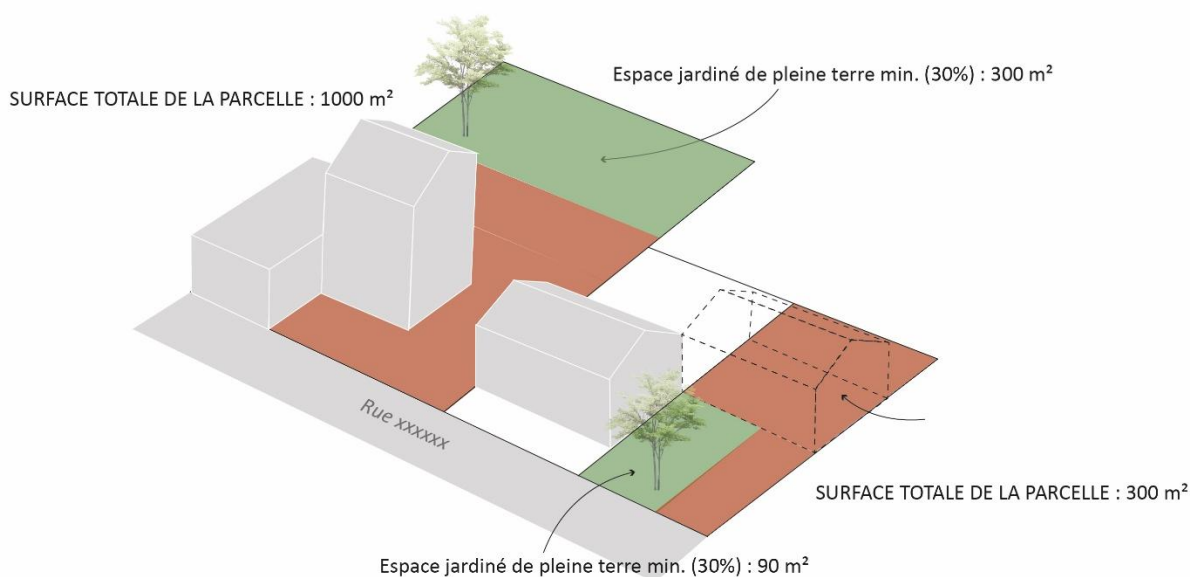 Espace jardiné de pleine terre min. (30%) : 300 m²
SURFACE TOTALE DE LA PARCELLE : 1000 m²
Rue xxxxxx
SURFACE TOTALE DE LA PARCELLE : 300 m²
Espace jardiné de pleine terre min. (30%) : 90 m²